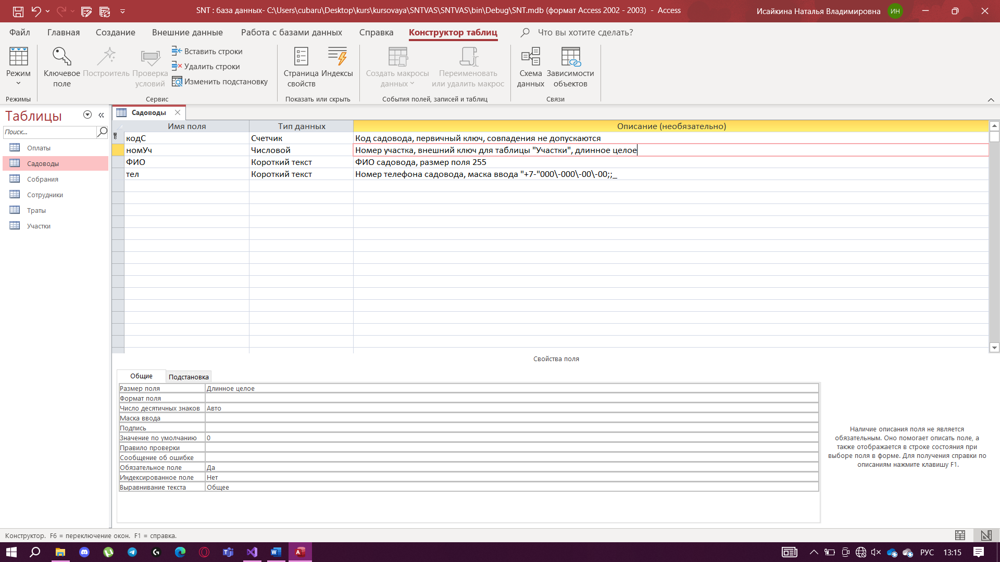 SNT : база данных- C:\Users\cubaru\Desktop\kurs\kursovaya\SNTVAS\SNTVAS\bin\Debug\SNT.mdb (формат Access 2002 - 2003) - Access
Исайкина Наталья Владимировна
ИН
Файл Главная Создание Внешние данные Работа с базами данных Справка Конструктор таблиц Что вы хотите сделать?
Режим
Ключевое поле
Построитель
Проверка условий
Вставить строки
Удалить строки
Изменить подстановку
Страница свойств
Индексы
Создать макросы данных
Переименовать или удалить макрос
Схема данных
Зависимости объектов
Режимы
Сервис
Показать или скрыть
События полей, записей и таблиц
Связи
Таблицы
Поиск...
Оплаты
Садоводы
Собрания
Сотрудники
Траты
Участки
Садоводы
Имя поля Тип данных Описание (необязательно)
кодС Счетчик Код садовода, первичный ключ, совпадения не допускаются
номУч Числовой Номер участка, внешний ключ для таблицы "Участки", длинное целое
ФИО Короткий текст ФИО садовода, размер поля 255
тел Короткий текст Номер телефона садовода, маска ввода "+7-"000\-000\-00\-00;;_
Свойства поля
Общие Подстановка
Размер поля Длинное целое
Формат поля
Число десятичных знаков Авто
Маска ввода
Подпись
Значение по умолчанию 0
Правило проверки
Сообщение об ошибке
Обязательное поле Да
Индексированное поле Нет
Выравнивание текста Общее
Наличие описания поля не является
обязательным. Оно помогает описать поле, а
также отображается в строке состояния при
выборе поля в форме. Для получения справки по
описаниям нажмите клавишу F1.
Конструктор. F6 = переключение окон. F1 = справка.
РУС 13:15